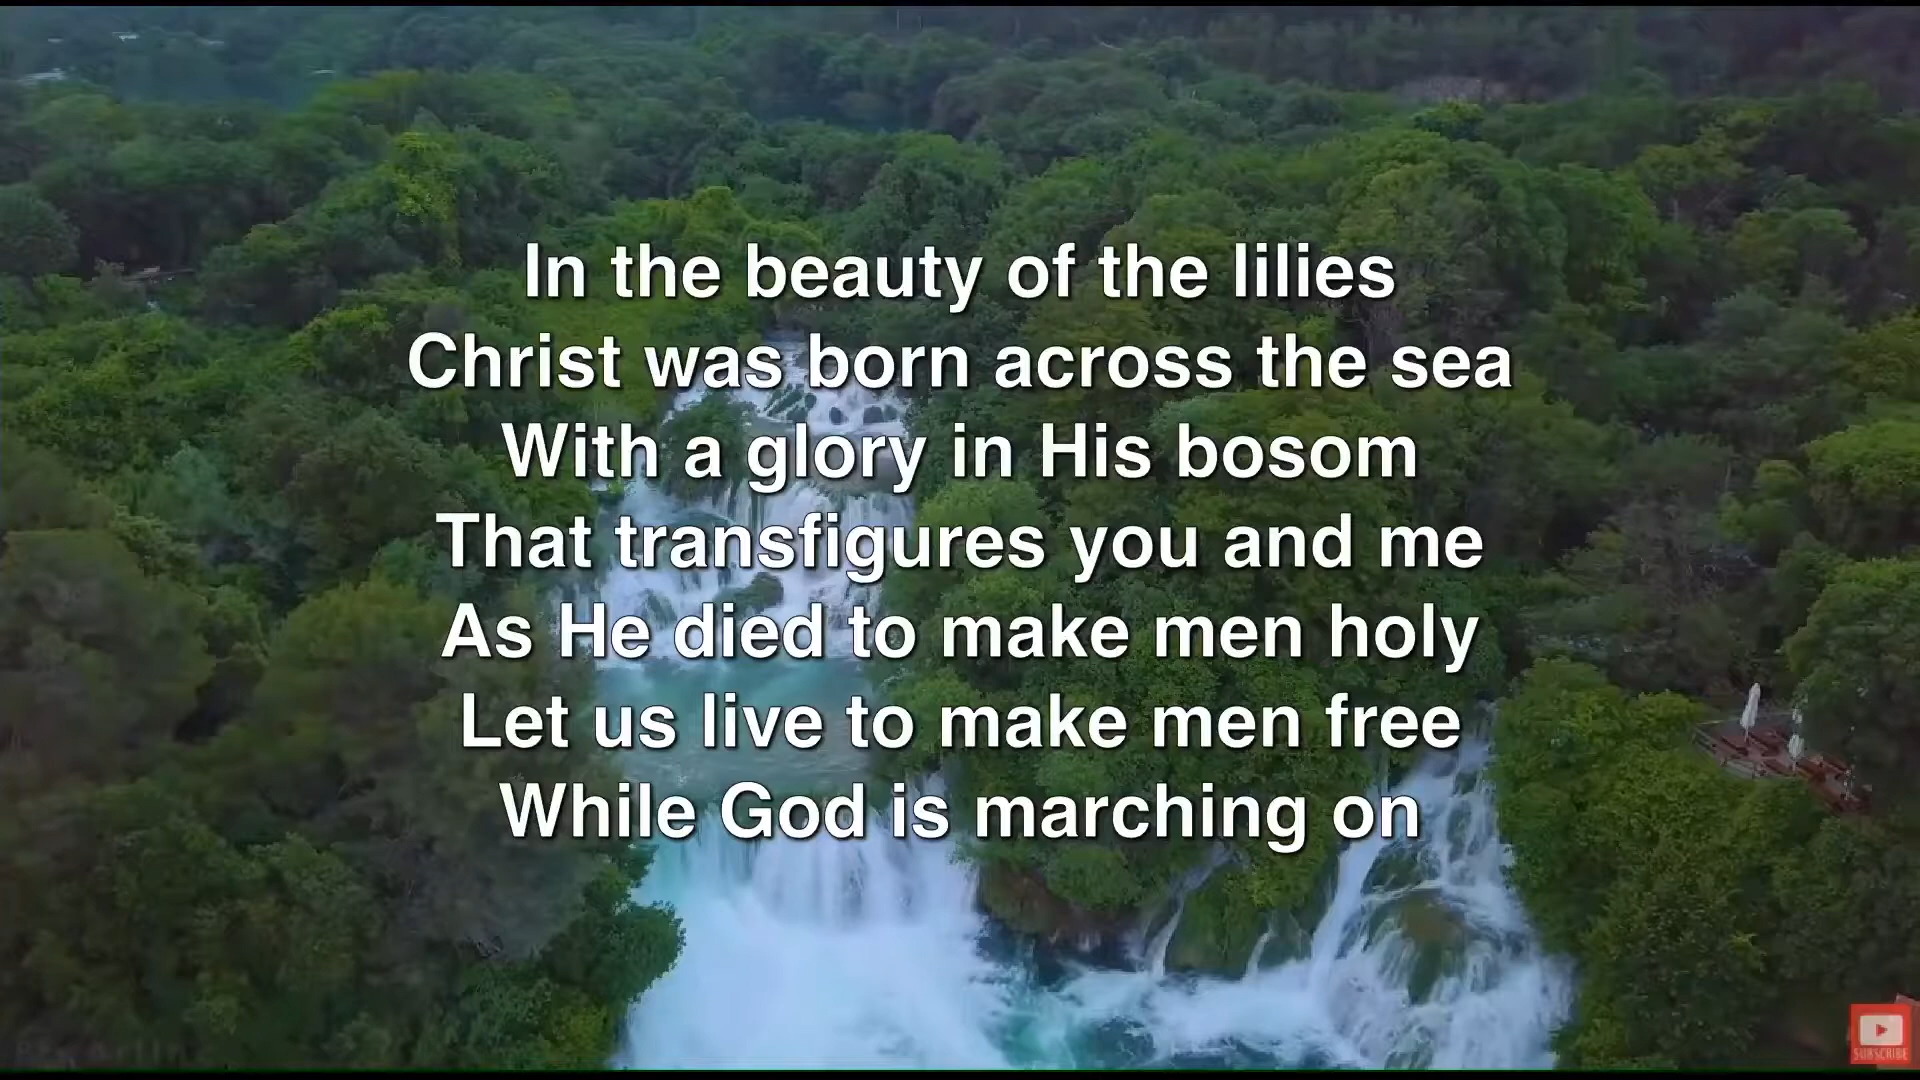 In the beauty of the lilies
Christ was born across the sea
With a glory in His bosom
That transfigures you and me
As He died to make men holy
Let us live to make men free
While God is marching on
SUBSCRIBE